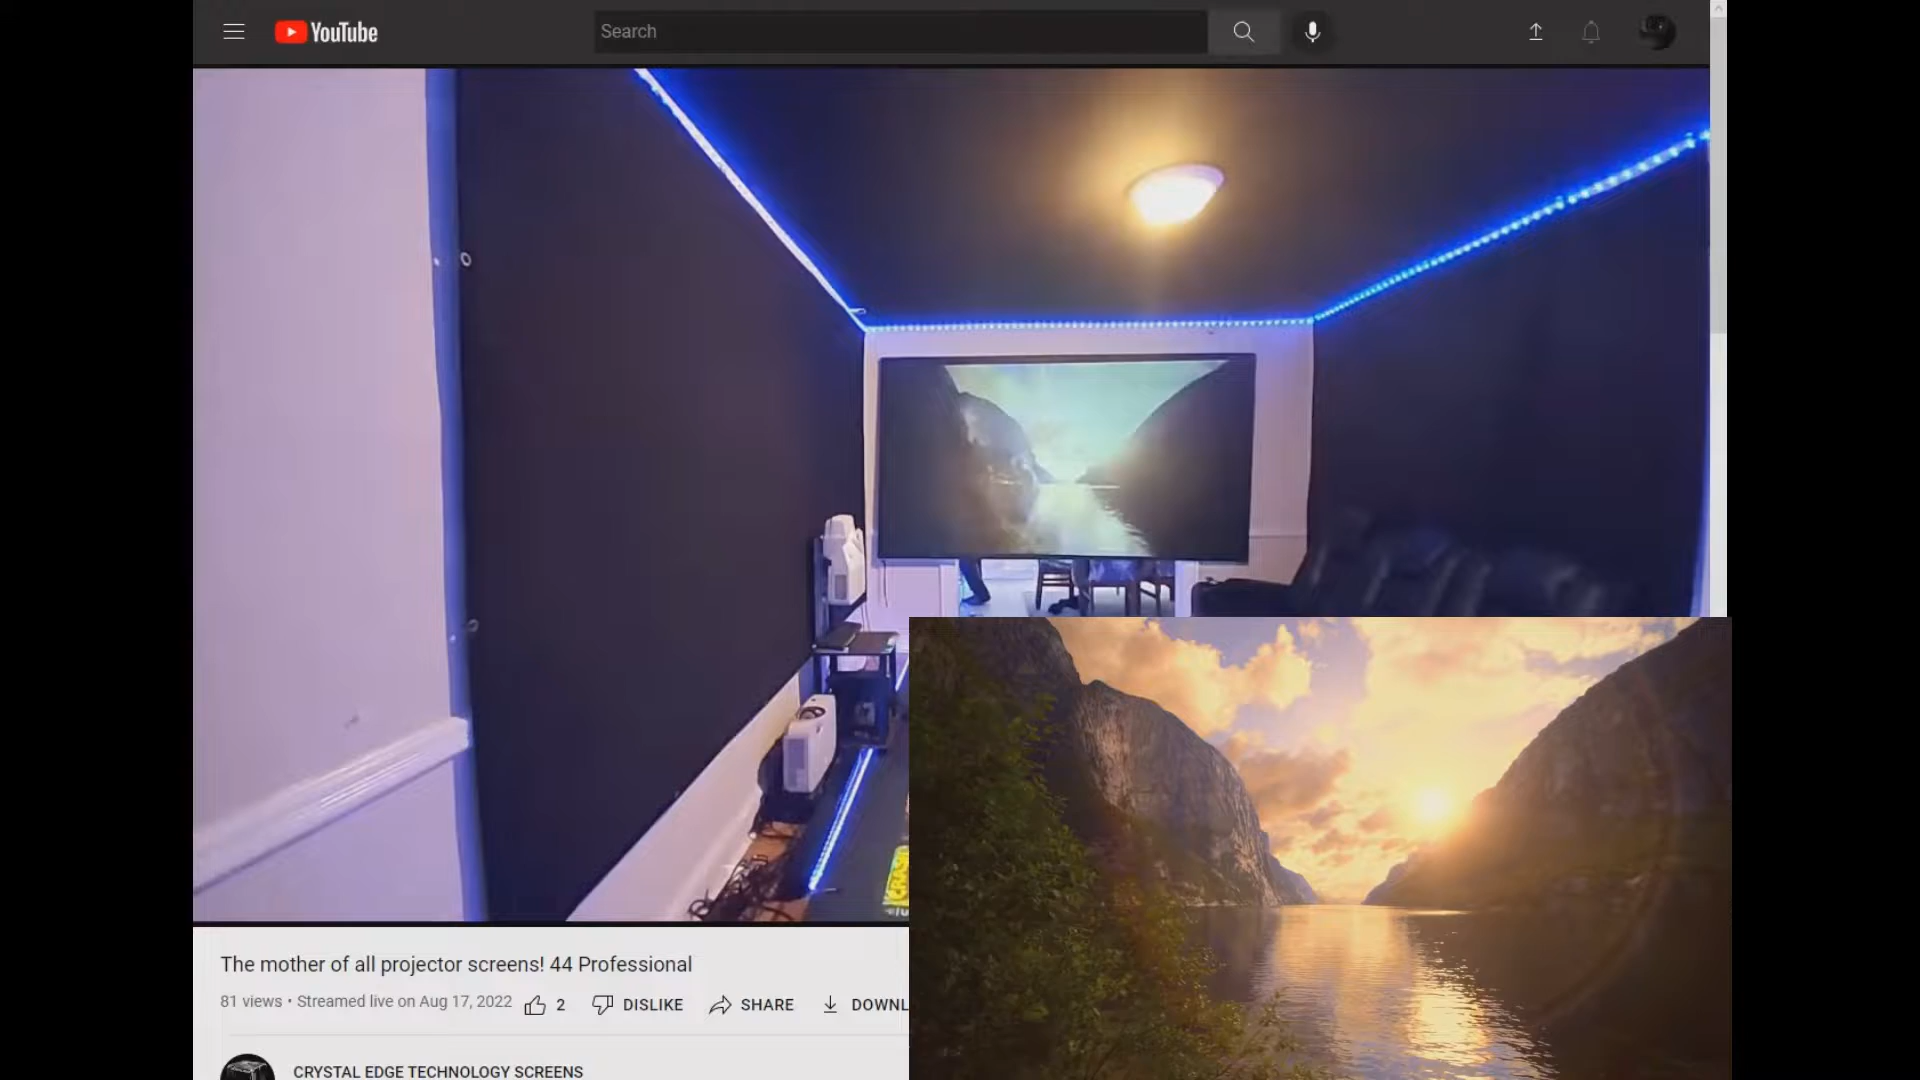 YouTube
Search
The mother of all projector screens! 44 Professional
81 views • Streamed live on Aug 17, 2022
2 DISLIKE SHARE DOWNL
CRYSTAL EDGE TECHNOLOGY SCREENS